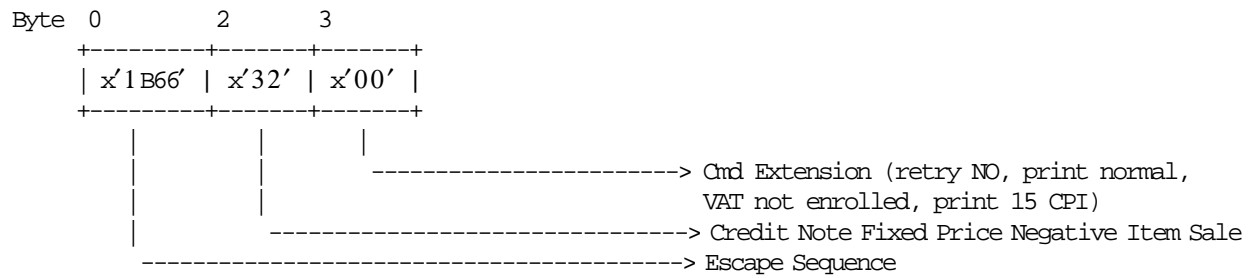 Byte 0 2 3
+---------+-------+-------+
| x′1B66′ | x′32′ | x′00′ |
+---------+-------+-------+
| | |
| | ------------------------> Cmd Extension (retry NO, print normal,
| | VAT not enrolled, print 15 CPI)
| --------------------------------> Credit Note Fixed Price Negative Item Sale
------------------------------------------> Escape Sequence